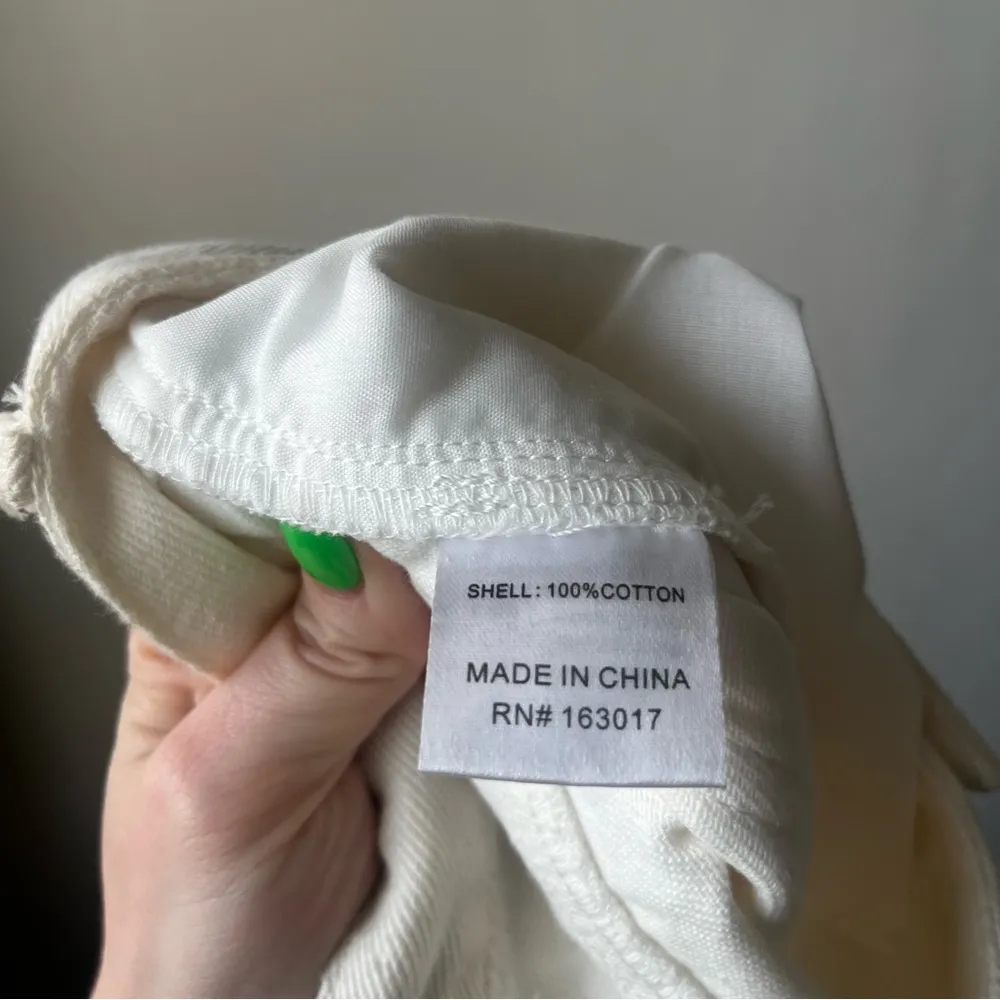 SHELL: 100%COTTON
MADE IN CHINA
RN# 163017